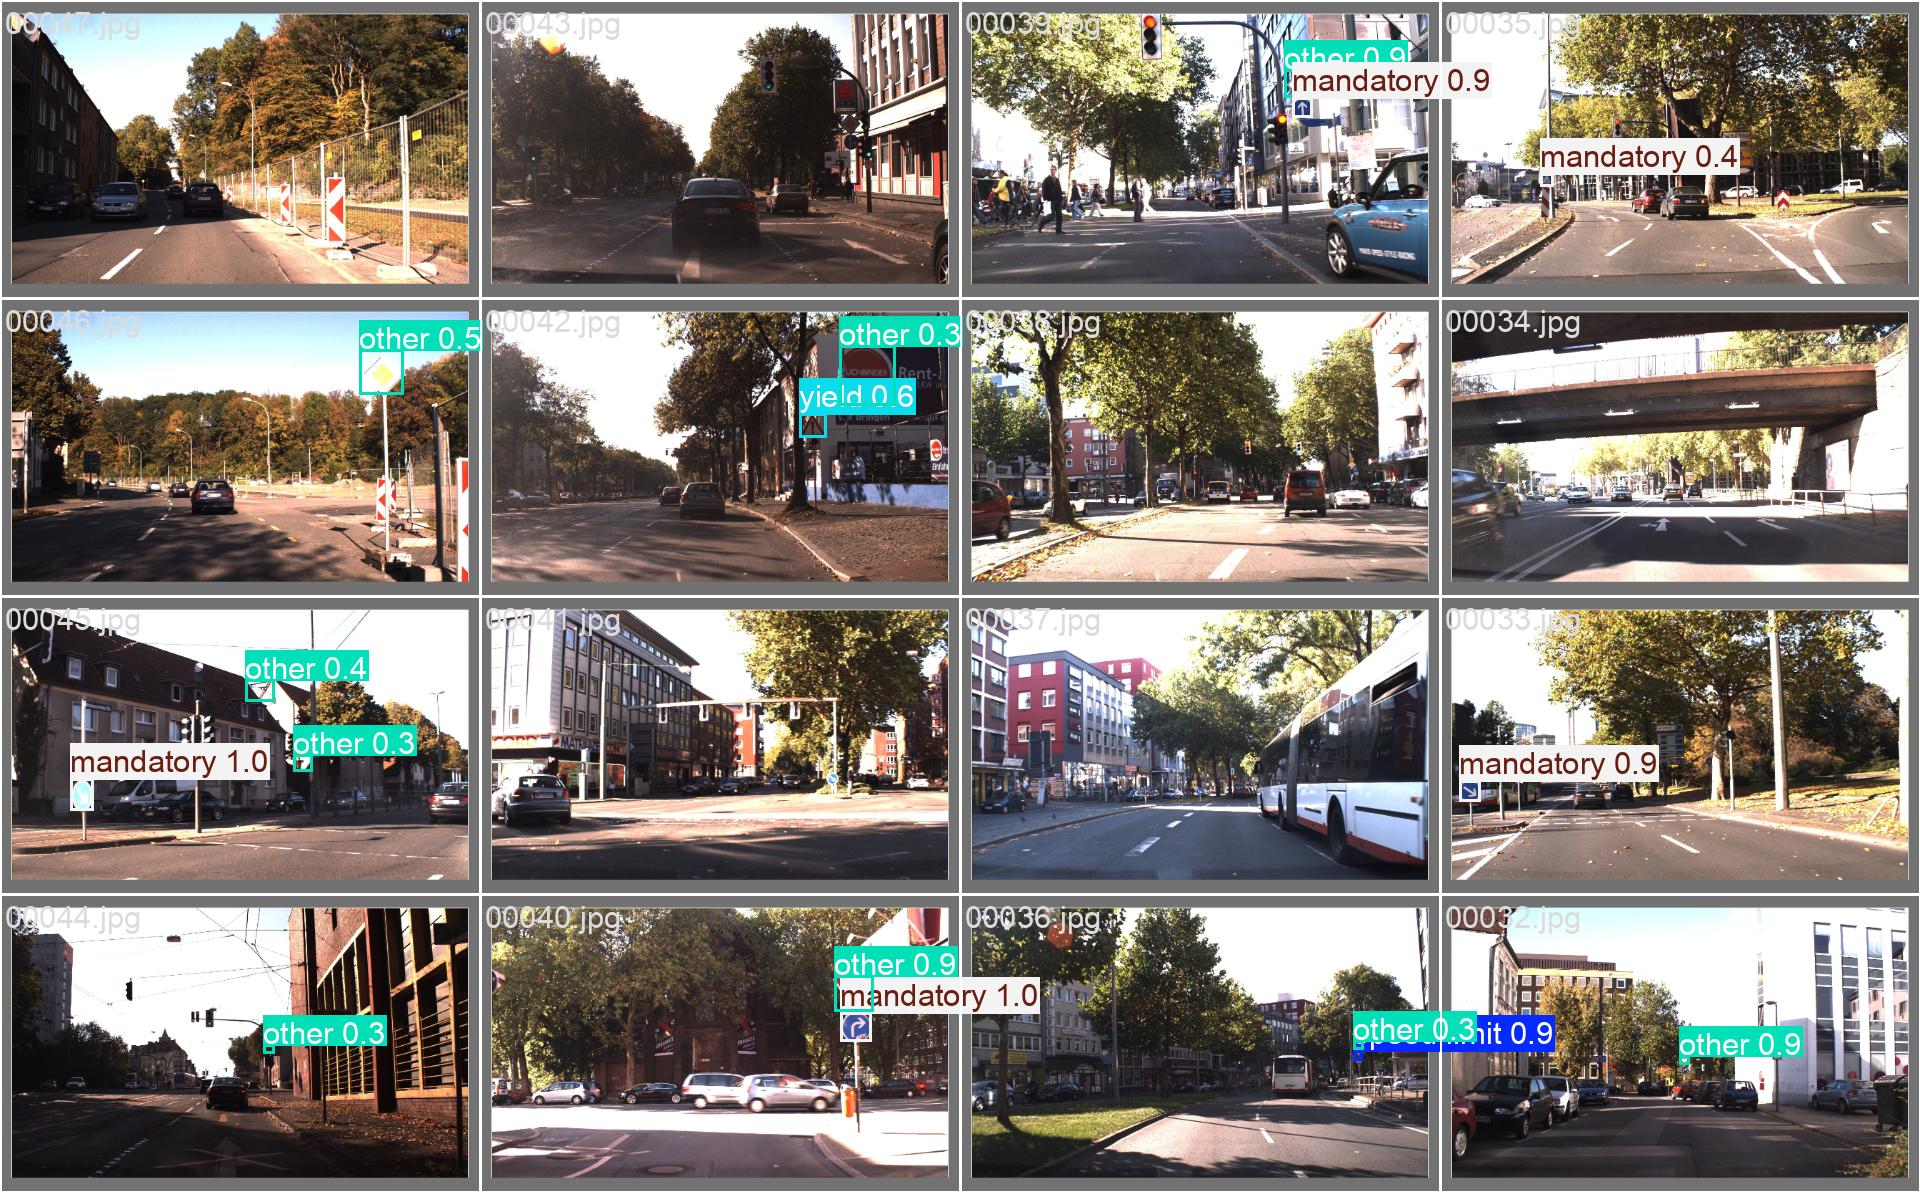 00047.jpg
00043.jpg
00039.jpg
other 0.9
mandatory 0.9
00035.jpg
mandatory 0.4
00046.jpg
other 0.5
00042.jpg
other 0.3
UCHBINDER
Rent-
yield 0.6
00038.jpg
00034.jpg
00045.jpg
other 0.4
other 0.3
mandatory 1.0
00041.jpg
00037.jpg
00033.jpg
mandatory 0.9
00044.jpg
other 0.3
00040.jpg
other 0.9
mandatory 1.0
00036.jpg
other 0.3
0.9
00032.jpg
other 0.9